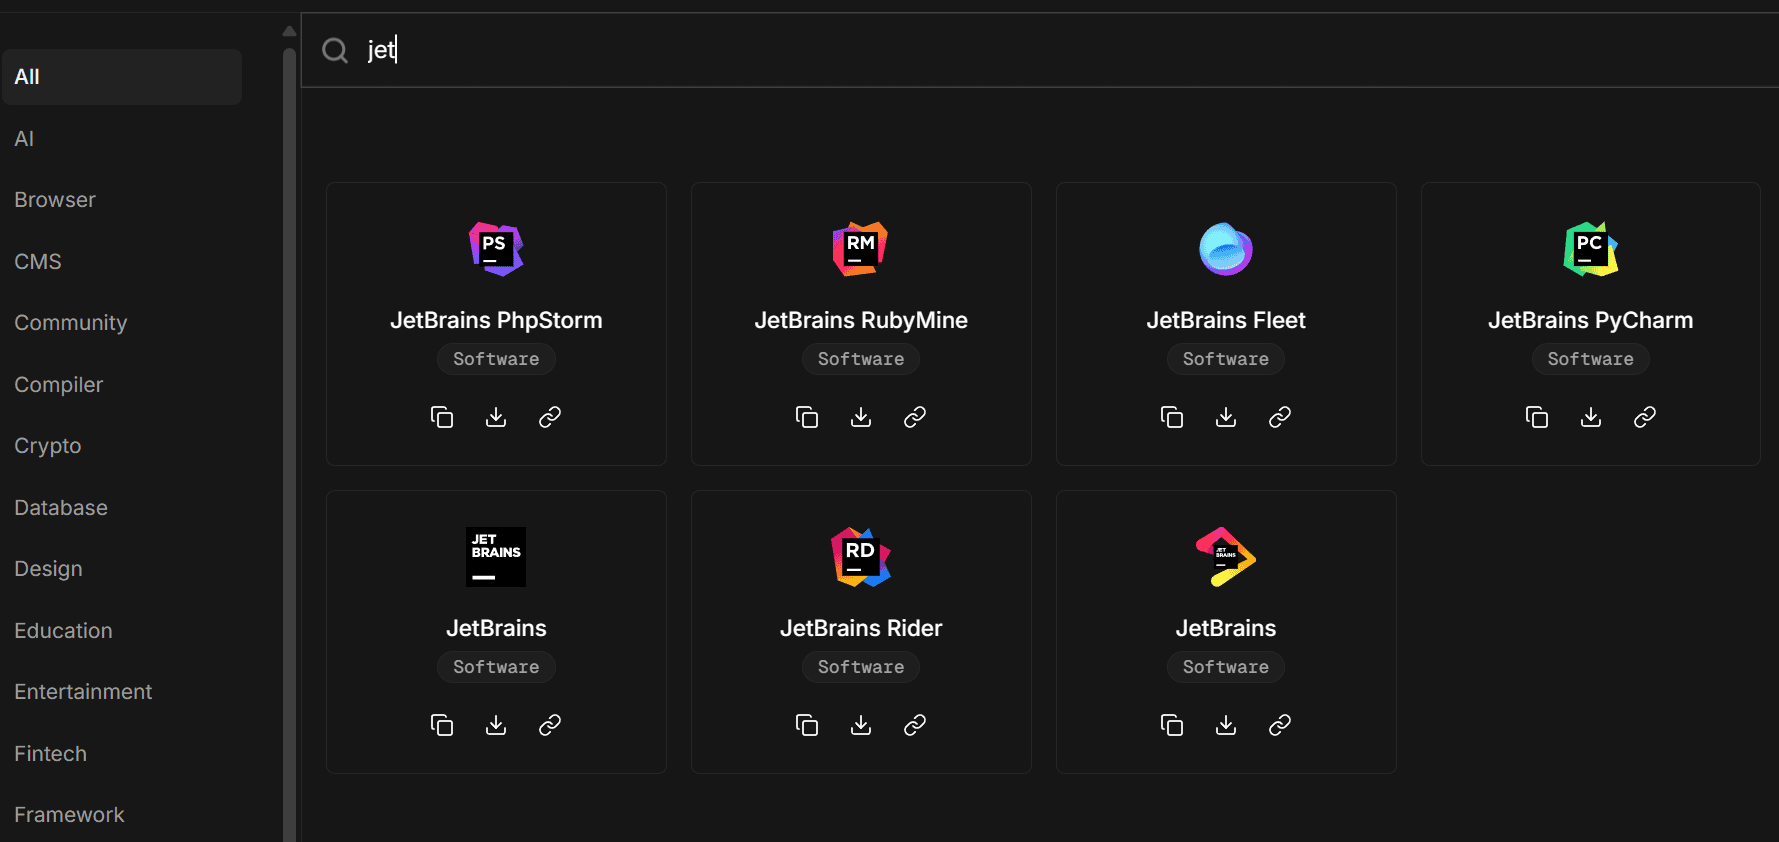 jet
All
AI
Browser
CMS
Community
Compiler
Crypto
Database
Design
Education
Entertainment
Fintech
Framework
PS
JetBrains PhpStorm
Software
RM
JetBrains RubyMine
Software
JetBrains Fleet
Software
PC
JetBrains PyCharm
Software
JET
BRAINS
JetBrains
Software
RD
JetBrains Rider
Software
JET
BRAINS
JetBrains
Software